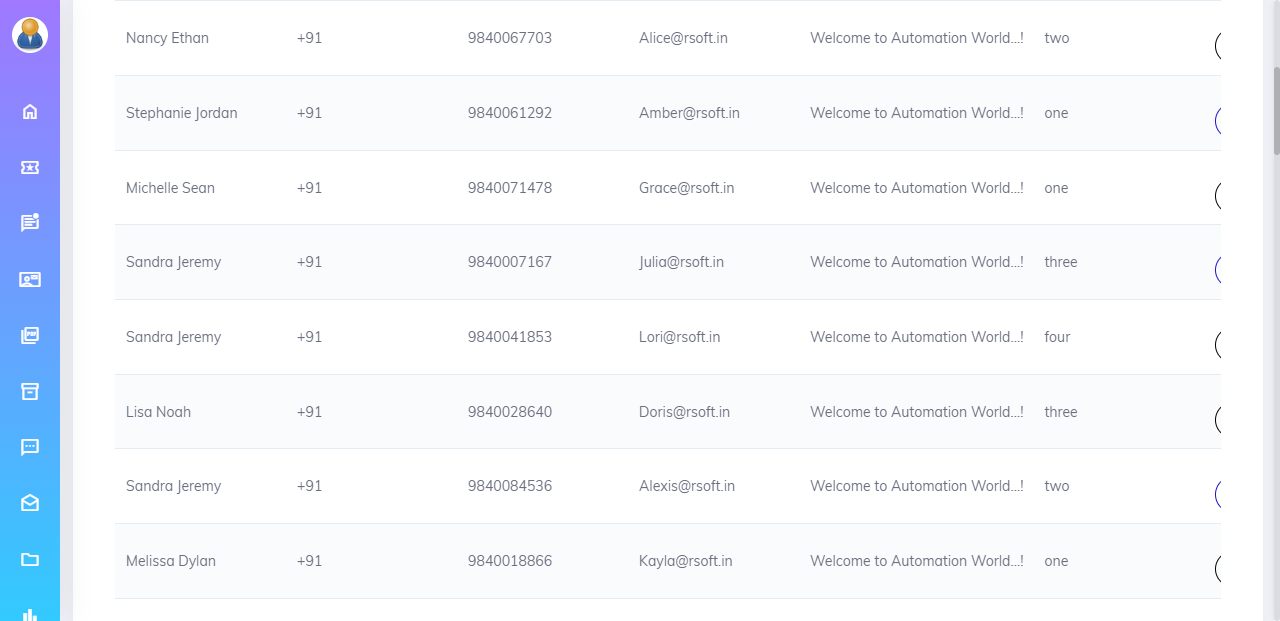 Nancy Ethan +91 9840067703 Alice@rsoft.in Welcome to Automation World...! two
Stephanie Jordan +91 9840061292 Amber@rsoft.in Welcome to Automation World...! one
Michelle Sean +91 9840071478 Grace@rsoft.in Welcome to Automation World...! one
Sandra Jeremy +91 9840007167 Julia@rsoft.in Welcome to Automation World...! three
Sandra Jeremy +91 9840041853 Lori@rsoft.in Welcome to Automation World...! four
Lisa Noah +91 9840028640 Doris@rsoft.in Welcome to Automation World...! three
Sandra Jeremy +91 9840084536 Alexis@rsoft.in Welcome to Automation World...! two
Melissa Dylan +91 9840018866 Kayla@rsoft.in Welcome to Automation World...! one